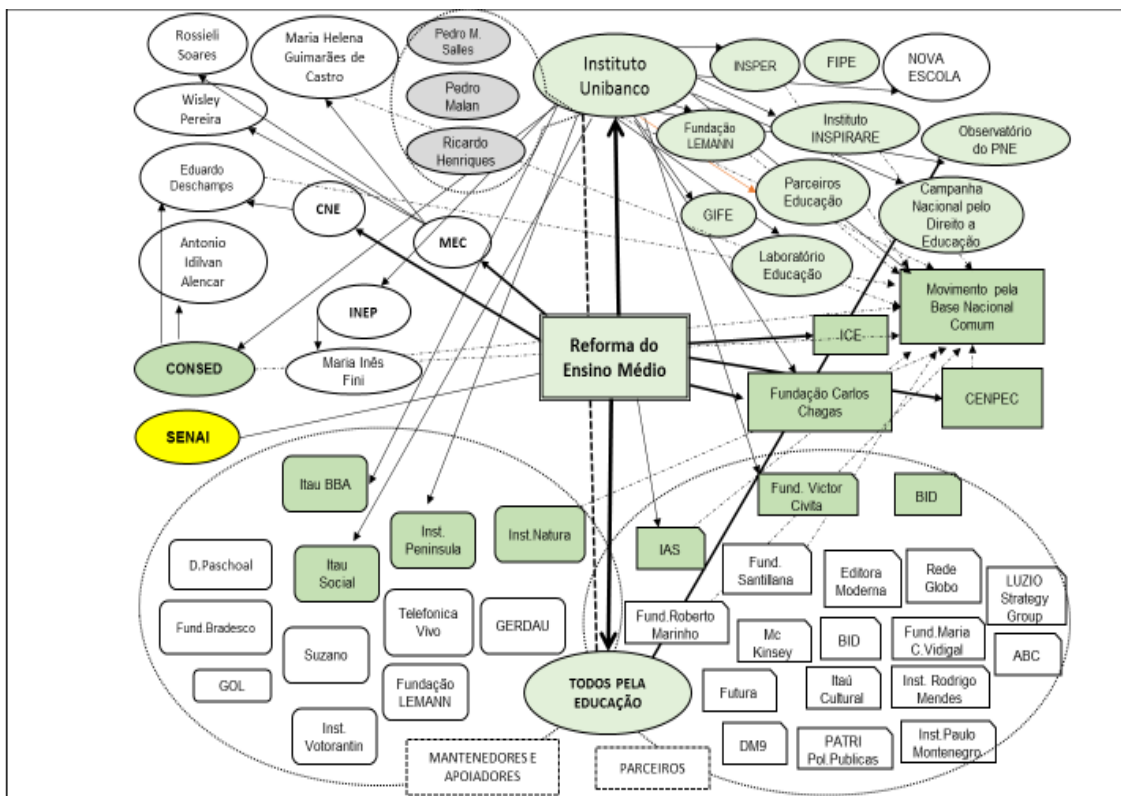 Rossieli
Soares
Maria Helena
Guimarães de
Castro
Pedro M.
Salles
Instituto
Unibanco
INSPER
FIPE
NOVA
ESCOLA
Wisley
Pereira
Pedro
Malan
Ricardo
Henriques
Fundação
LEMANN
Instituto
INSPIRARE
Observatório
do PNE
Eduardo
Deschamps
CNE
MEC
GIFE
Parceiros
Educação
Campanha
Nacional pelo
Direito a
Educação
Antonio
Idilvan
Alencar
Laboratório
Educação
INEP
Movimento pela
Base Nacional
Comum
CONSED
Maria Inês
Fini
Reforma do
Ensino Médio
ICE
Fundação Carlos
Chagas
CENPEC
SENAI
Itau BBA
Inst.
Peninsula
Inst.Natura
IAS
Fund. Victor
Civita
BID
D.Paschoal
Itau
Social
Fund.
Santillana
Editora
Moderna
Rede
Globo
LUZIO
Strategy
Group
Fund.Bradesco
Suzano
Telefonica
Vivo
GERDAU
Fund.Roberto
Marinho
Mc
Kinsey
BID
Fund.Maria
C.Vidigal
ABC
GOL
Fundação
LEMANN
TODOS PELA
EDUCAÇÃO
Futura
Itaú
Cultural
Inst. Rodrigo
Mendes
Inst.
Votorantin
DM9
PATRI
Pol.Publicas
Inst.Paulo
Montenegro
MANTENEDORES E
APOIADORES
PARCEIROS